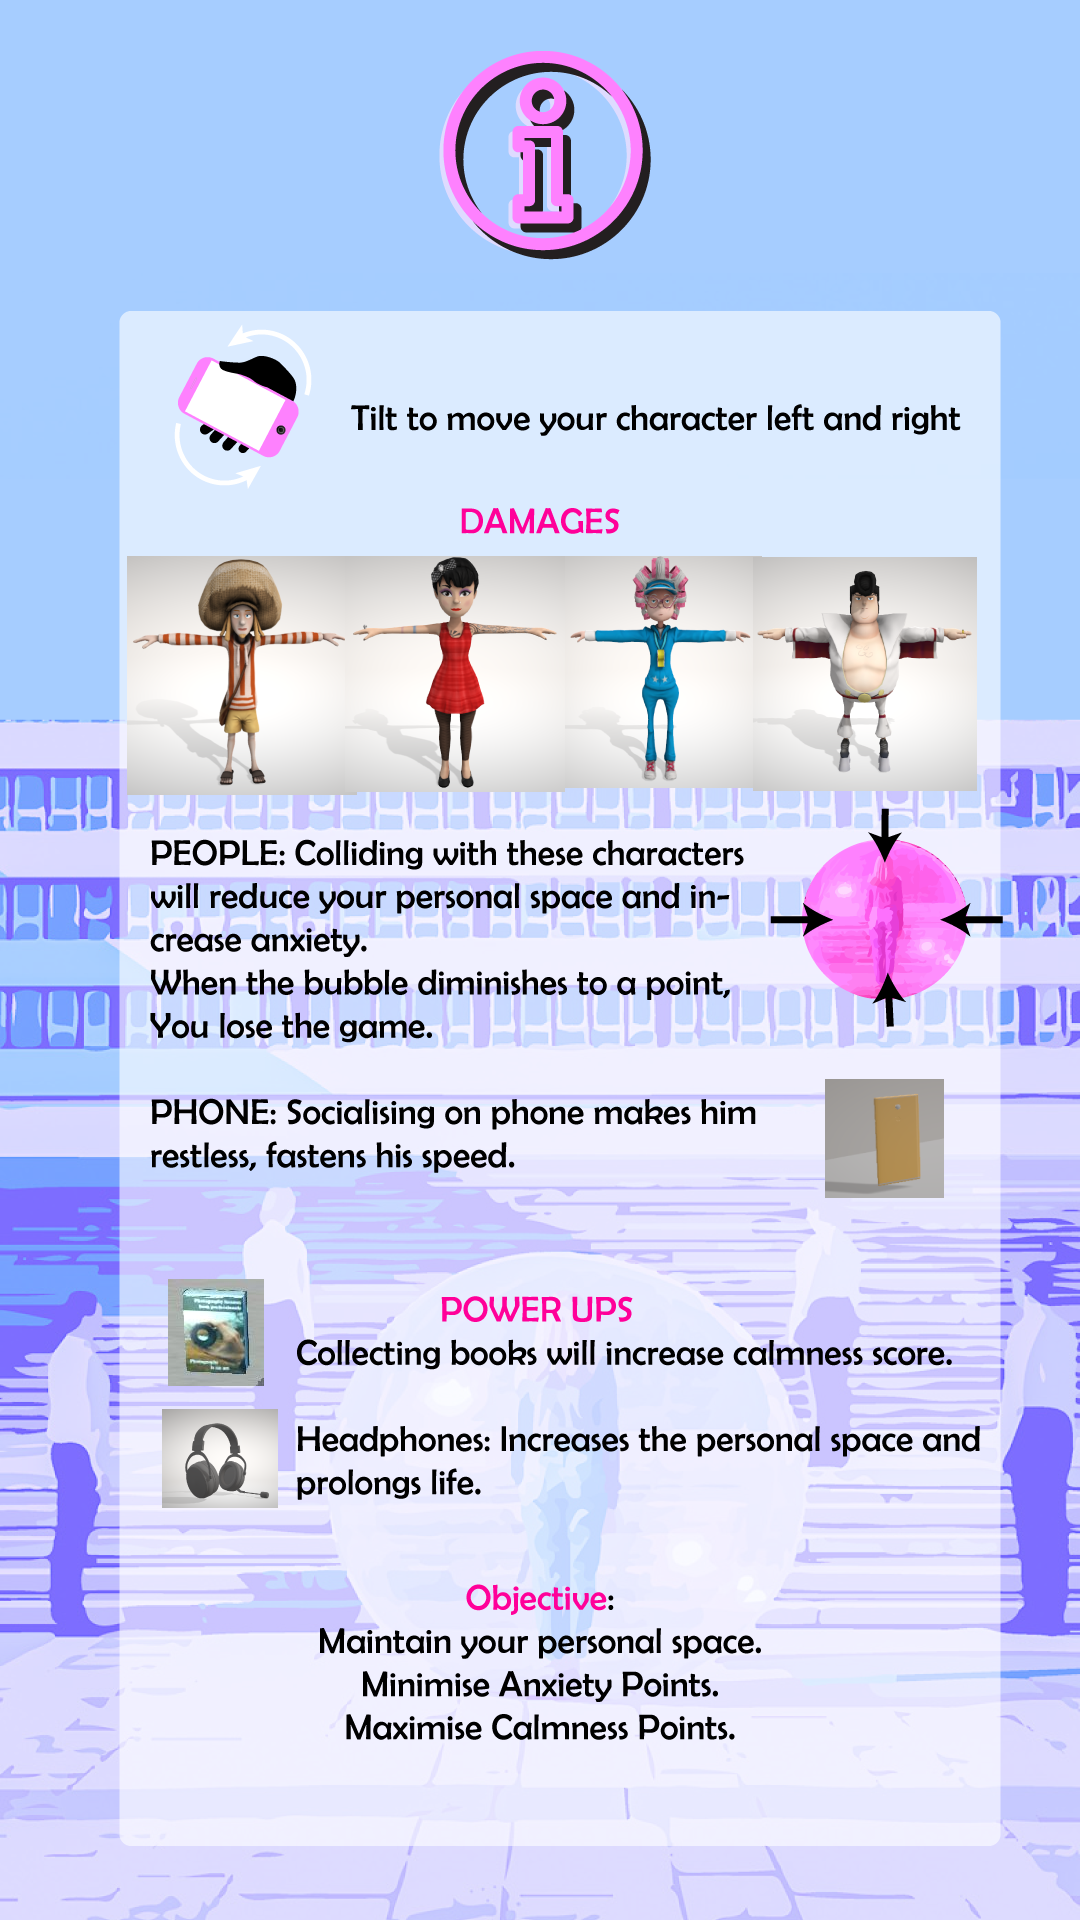 i
Tilt to move your character left and right
DAMAGES
PEOPLE: Colliding with these characters
will reduce your personal space and in-
crease anxiety.
When the bubble diminishes to a point,
You lose the game.
PHONE: Socialising on phone makes him
restless, fastens his speed.
POWER UPS
Collecting books will increase calmness score.
Headphones: Increases the personal space and
prolongs life.
Objective:
Maintain your personal space.
Minimise Anxiety Points.
Maximise Calmness Points.